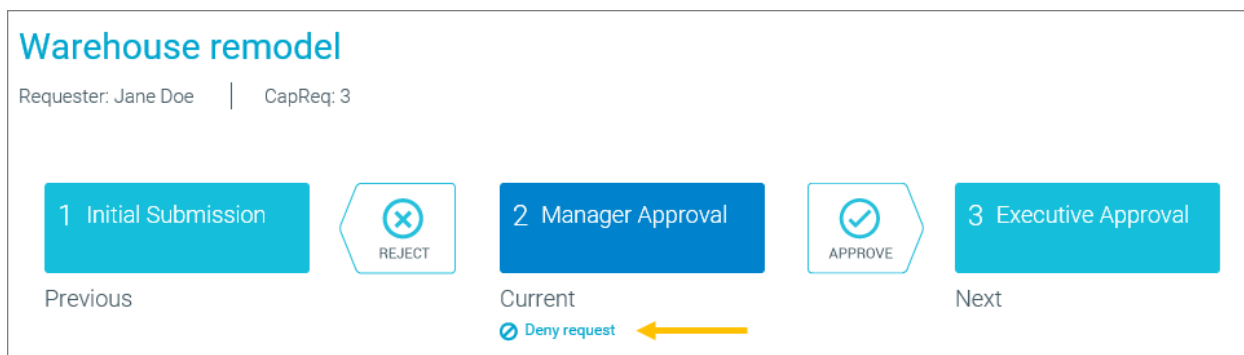 Warehouse remodel
Requester: Jane Doe | CapReq: 3
1 Initial Submission
REJECT
2 Manager Approval
APPROVE
3 Executive Approval
Previous
Current
Next
Deny request